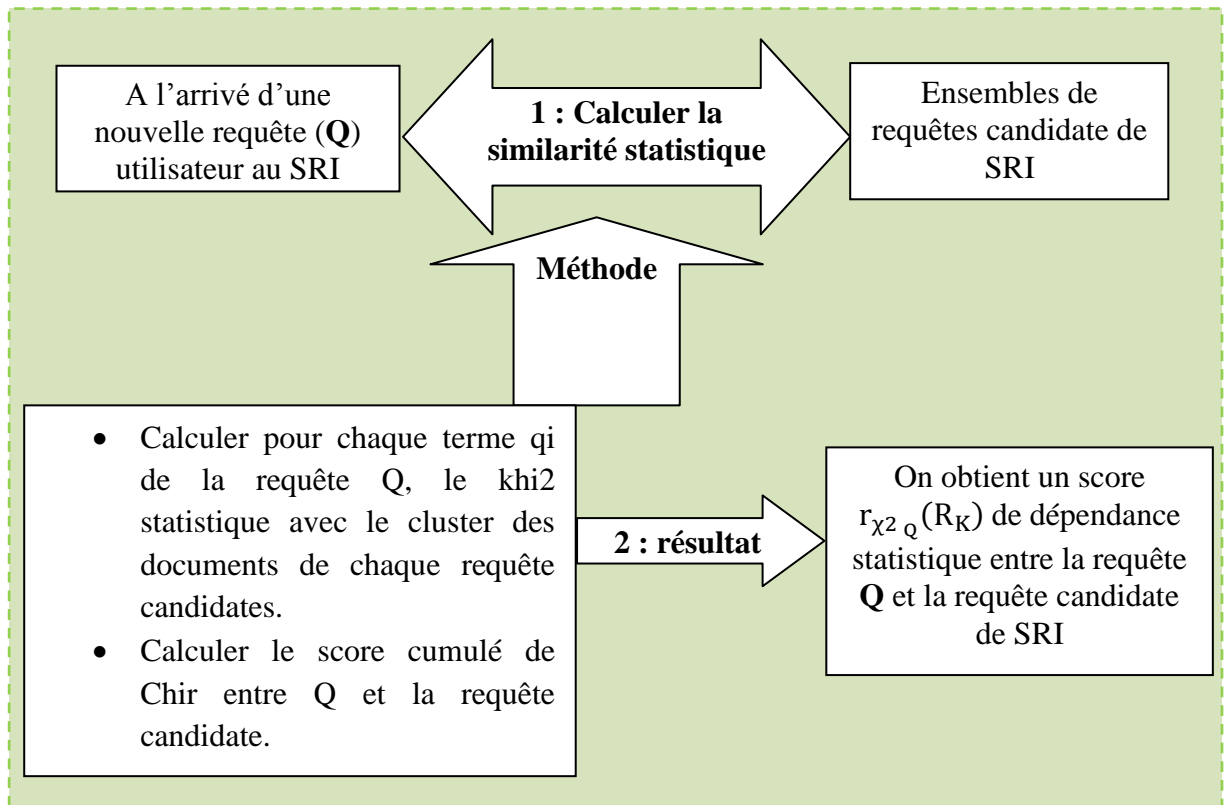 A l'arrivé d'une
nouvelle requête (Q)
utilisateur au SRI
1 : Calculer la
similarité statistique
Ensembles de
requêtes candidate de
SRI
Méthode
• Calculer pour chaque terme qi
de la requête Q, le khi2
statistique avec le cluster des
documents de chaque requête
candidates.
• Calculer le score cumulé de
Chir entre Q et la requête
candidate.
2 : résultat
On obtient un score
r_{χ² Q}(R_K) de dépendance
statistique entre la requête
Q et la requête candidate
de SRI